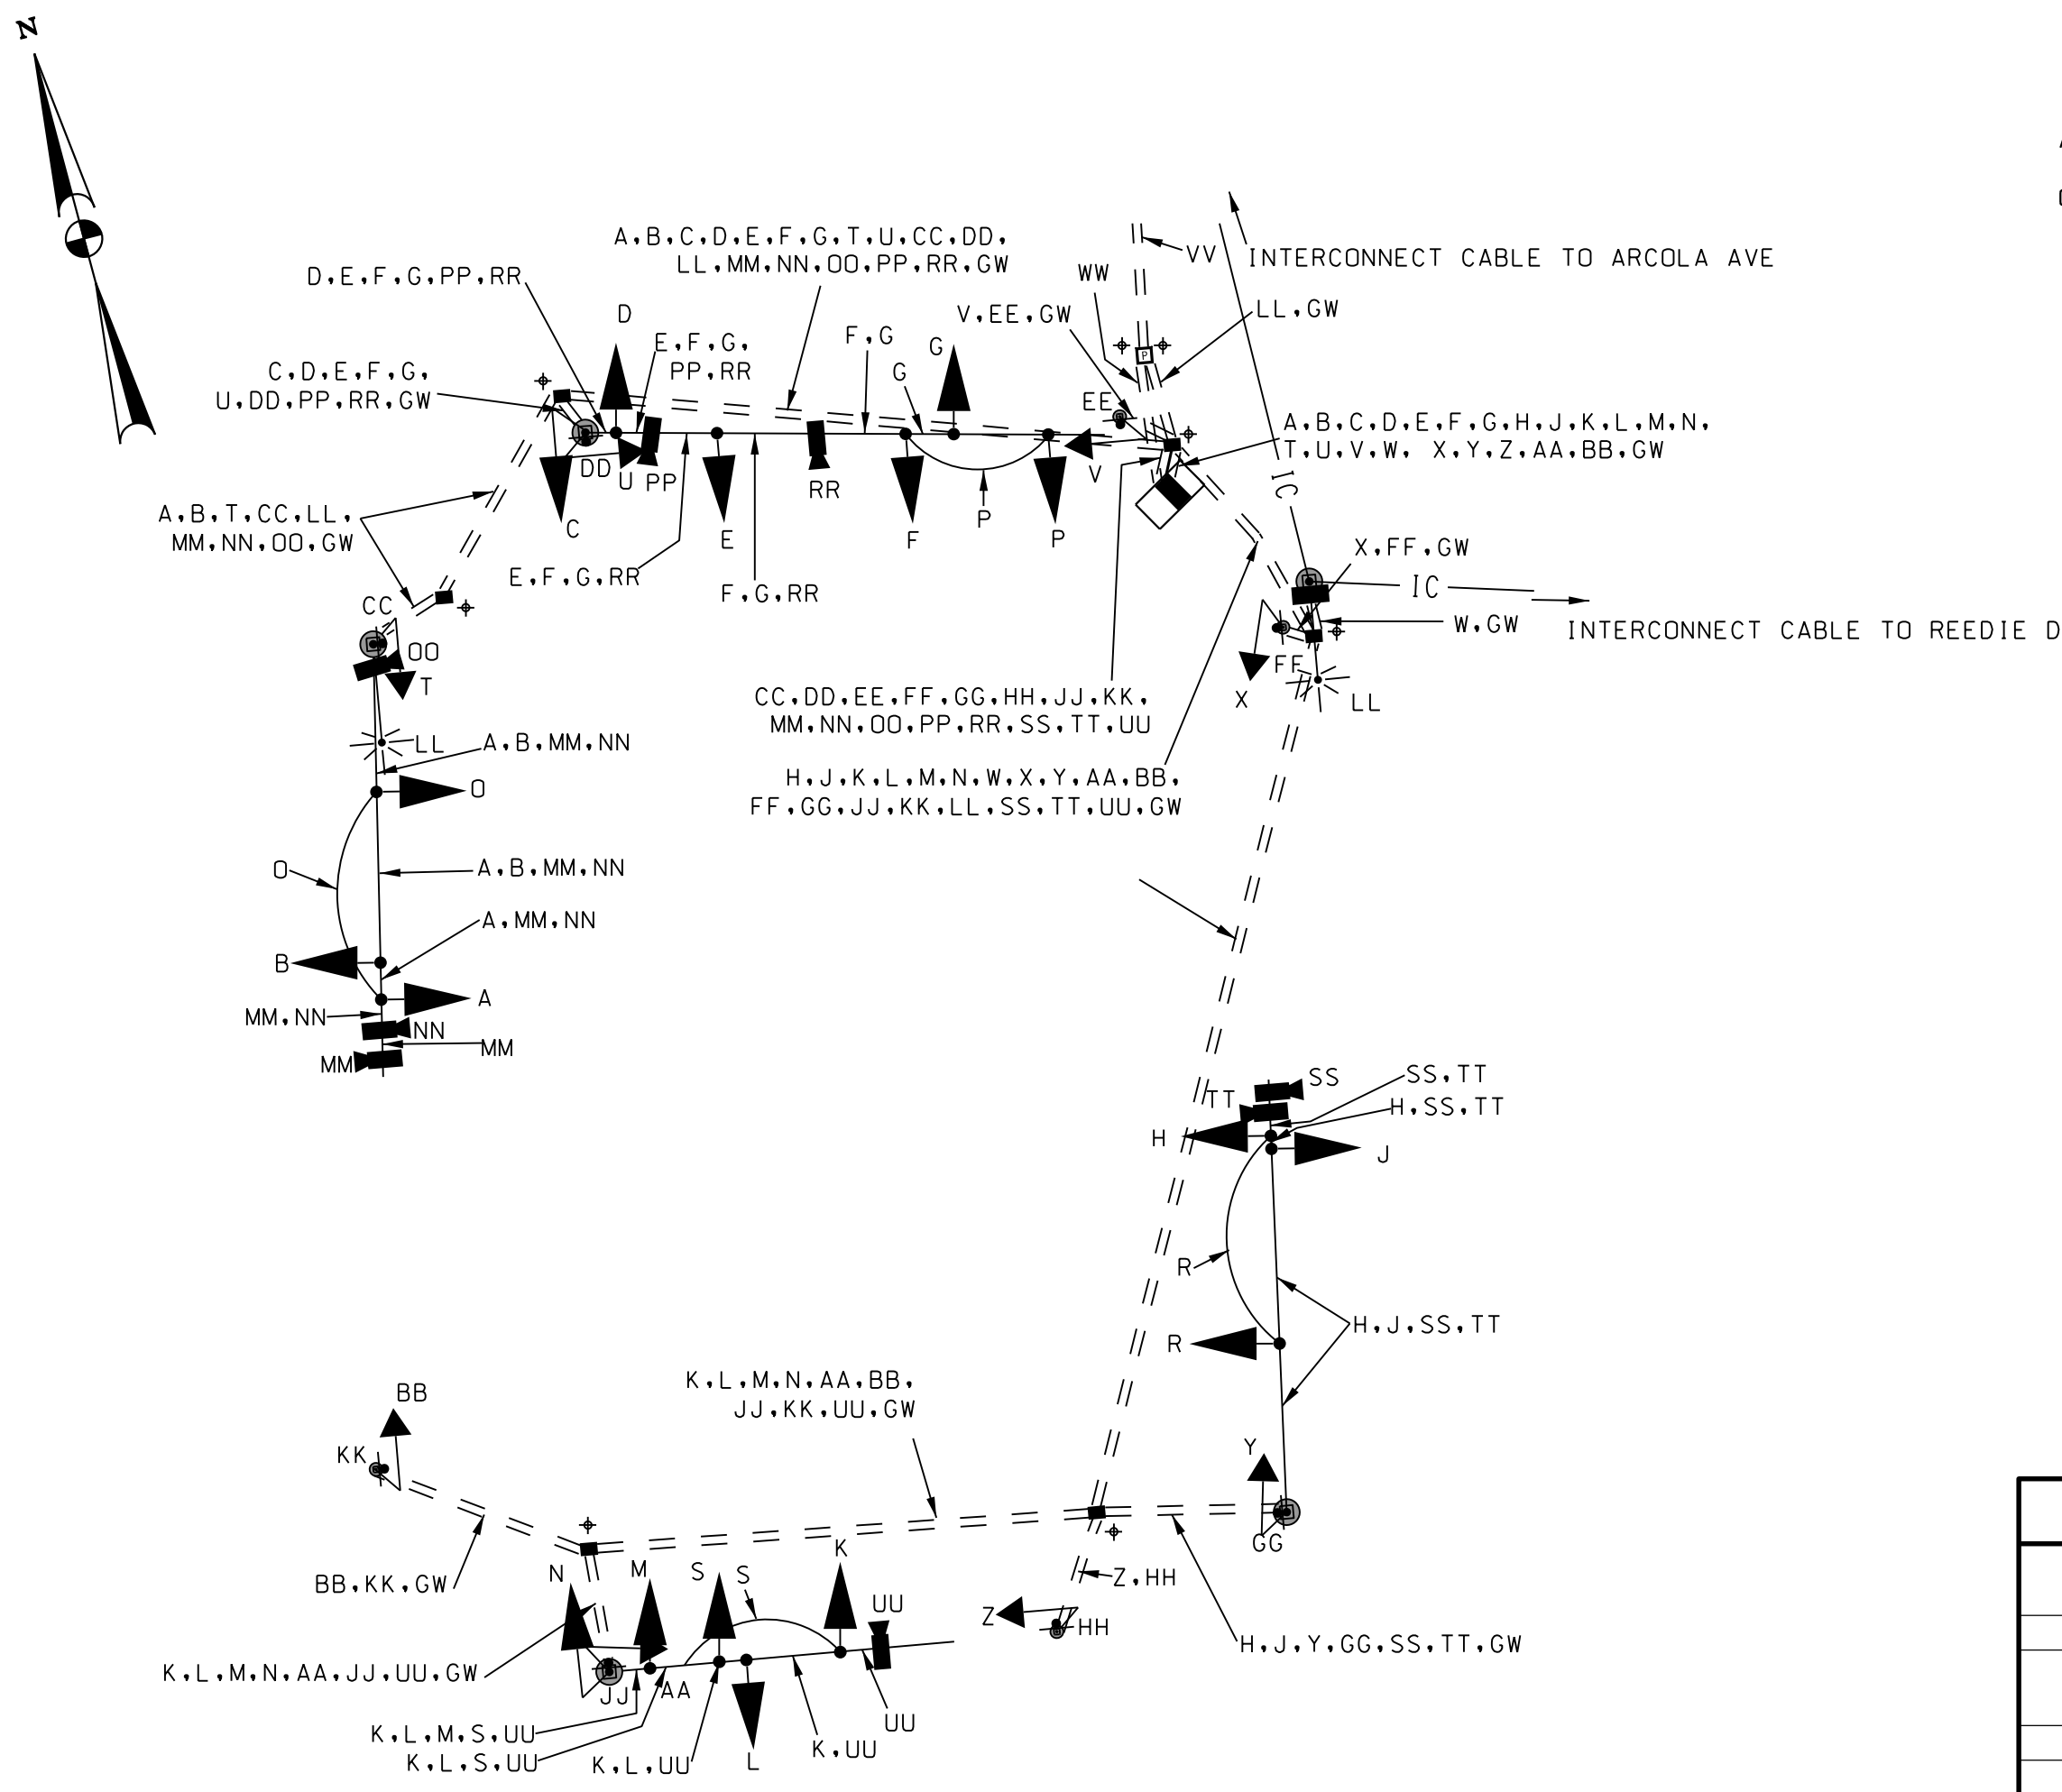 N
A,B,C,D,E,F,G,T,U,CC,DD,
LL,MM,NN,OO,PP,RR,GW
VV
INTERCONNECT CABLE TO ARCOLA AVE
D,E,F,G,PP,RR
WW
D
V,EE,GW
LL,GW
E,F,G,
PP,RR
F,G
G
G
C,D,E,F,G,
U,DD,PP,RR,GW
P
EE
A,B,C,D,E,F,G,H,J,K,L,M,N,
T,U,V,W, X,Y,Z,AA,BB,GW
DD
U
PP
RR
V
IC
A,B,T,CC,LL,
MM,NN,OO,GW
C
E
F
P
P
E,F,G,RR
F,G,RR
X,FF,GW
IC
CC
W,GW
INTERCONNECT CABLE TO REEDIE D
OO
T
FF
X
LL
CC,DD,EE,FF,GG,HH,JJ,KK,
MM,NN,OO,PP,RR,SS,TT,UU
LL
A,B,MM,NN
O
H,J,K,L,M,N,W,X,Y,AA,BB,
FF,GG,JJ,KK,LL,SS,TT,UU,GW
O
A,B,MM,NN
A,MM,NN
B
A
MM,NN
NN
MM
MM
SS
SS,TT
TT
H,SS,TT
H
J
R
H,J,SS,TT
R
K,L,M,N,AA,BB,
JJ,KK,UU,GW
BB
KK
Y
GG
BB,KK,GW
N
M
S
S
K
UU
Z,HH
Z
HH
H,J,Y,GG,SS,TT,GW
K,L,M,N,AA,JJ,UU,GW
JJ
AA
K,L,M,S,UU
K,L,S,UU
K,L,UU
L
K,UU
UU